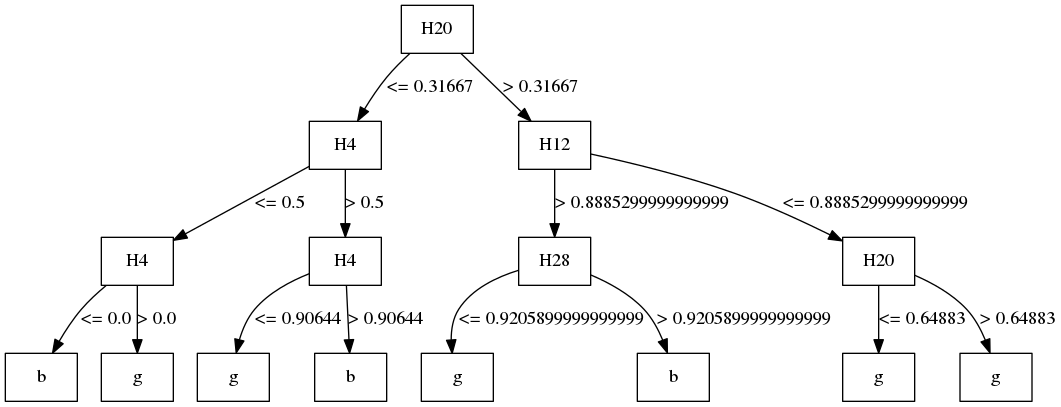 H20
<= 0.31667
> 0.31667
H4
H12
<= 0.5
> 0.5
> 0.8885299999999999
<= 0.8885299999999999
H4
H4
H28
H20
<= 0.0
> 0.0
<= 0.90644
> 0.90644
<= 0.9205899999999999
> 0.9205899999999999
<= 0.64883
> 0.64883
b
g
g
b
g
b
g
g